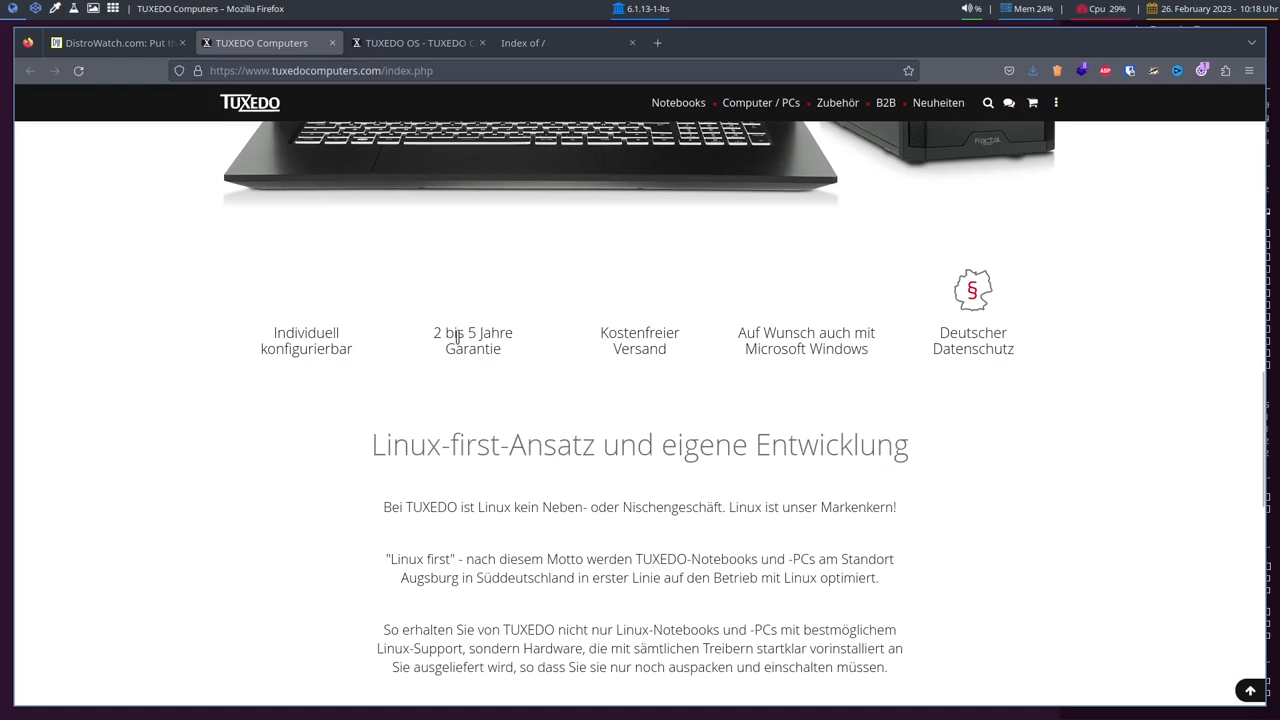 TUXEDO Computers – Mozilla Firefox
6.1.13-1-lts
%
Mem 24%
Cpu 29%
26. February 2023 - 10:18 Uhr
DistroWatch.com: Put th
TUXEDO Computers
TUXEDO OS - TUXEDO C
Index of /
https://www.tuxedocomputers.com/index.php
TUXEDO
Notebooks
Computer / PCs
Zubehör
B2B
Neuheiten
fractal
§
Individuell
konfigurierbar
2 bis 5 Jahre
Garantie
Kostenfreier
Versand
Auf Wunsch auch mit
Microsoft Windows
Deutscher
Datenschutz
Linux-first-Ansatz und eigene Entwicklung
Bei TUXEDO ist Linux kein Neben- oder Nischengeschäft. Linux ist unser Markenkern!
"Linux first" - nach diesem Motto werden TUXEDO-Notebooks und -PCs am Standort
Augsburg in Süddeutschland in erster Linie auf den Betrieb mit Linux optimiert.
So erhalten Sie von TUXEDO nicht nur Linux-Notebooks und -PCs mit bestmöglichem
Linux-Support, sondern Hardware, die mit sämtlichen Treibern startklar vorinstalliert an
Sie ausgeliefert wird, so dass Sie sie nur noch auspacken und einschalten müssen.